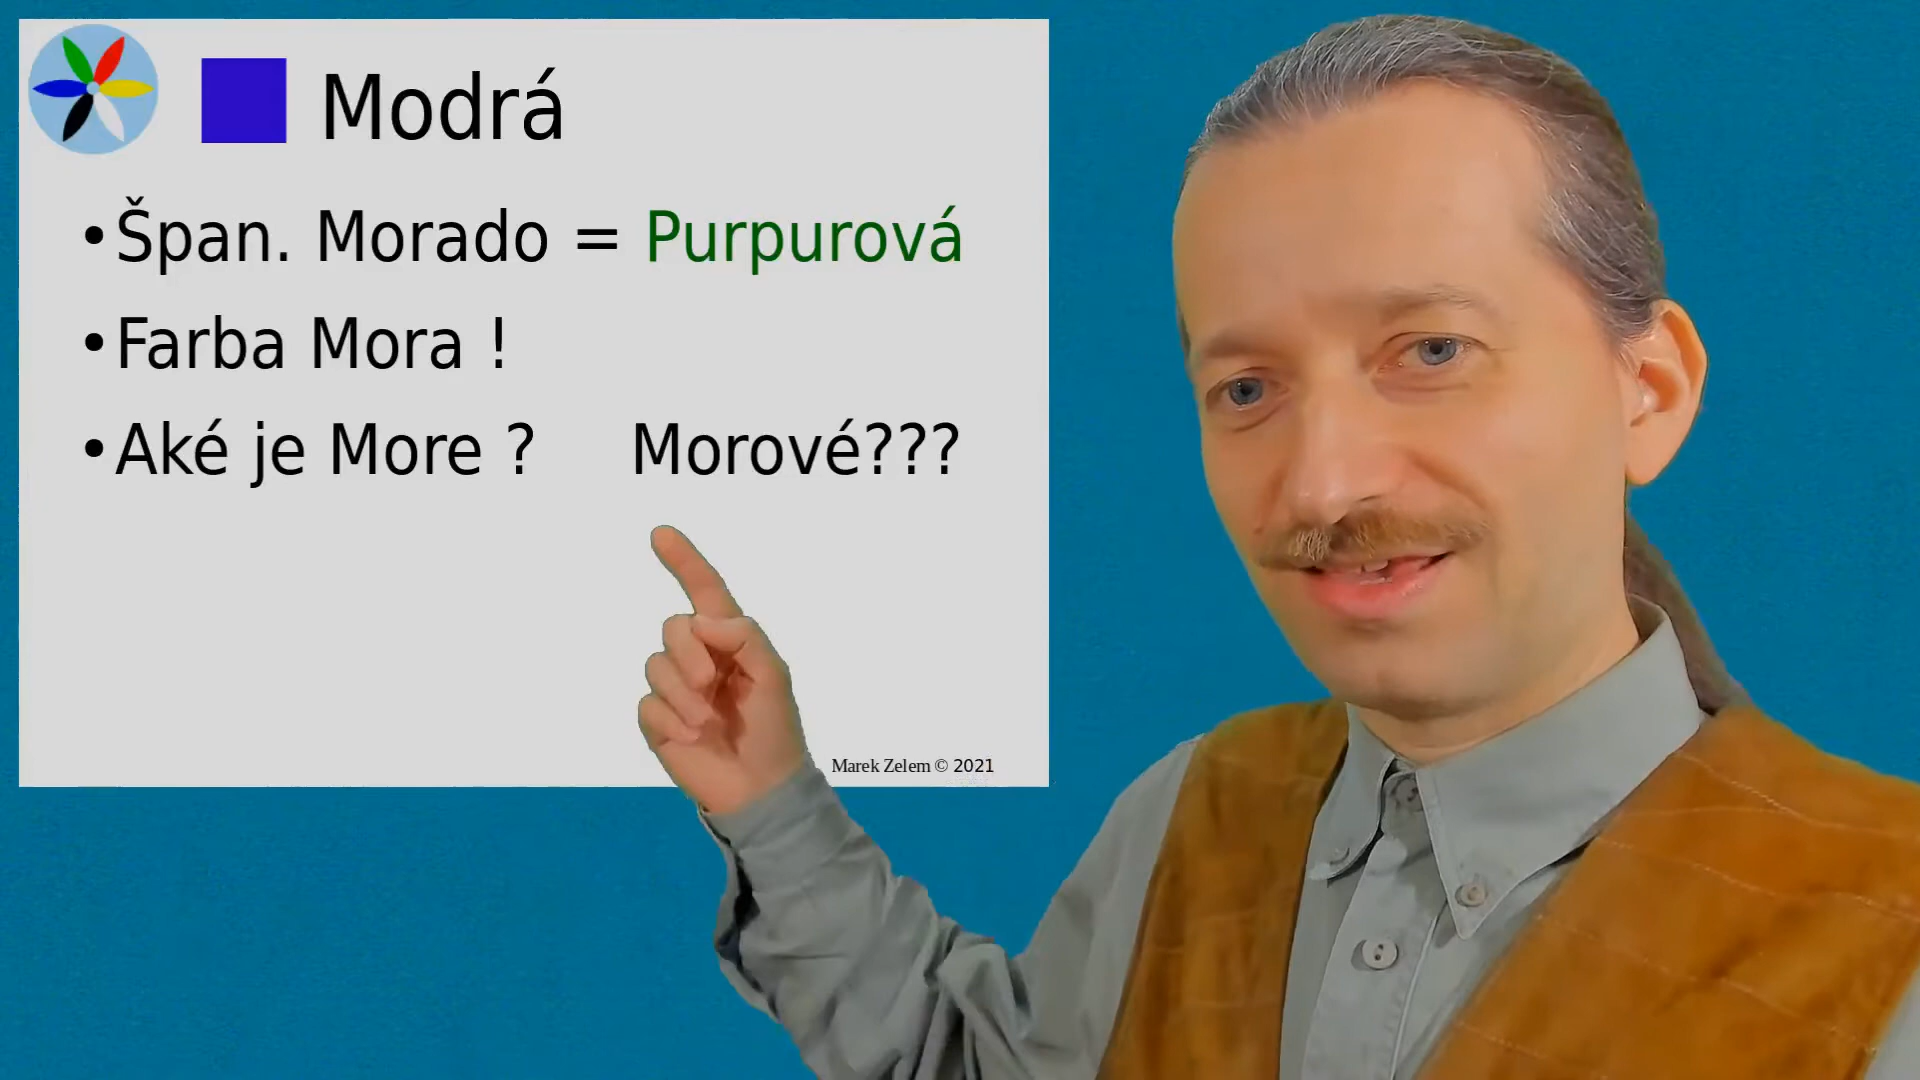 Modrá
•Špan. Morado = Purpurová
•Farba Mora !
•Aké je More ? Morové???
Marek Zelem © 2021